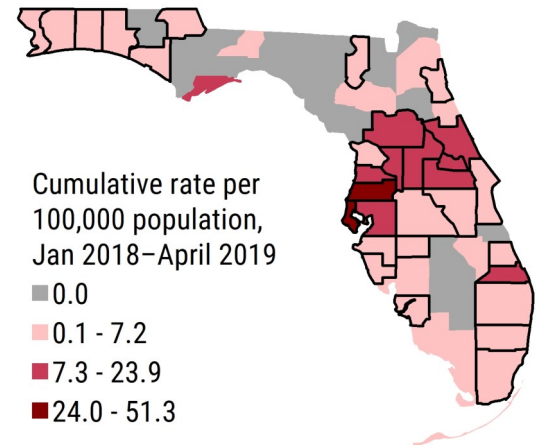 Cumulative rate per
100,000 population,
Jan 2018–April 2019
0.0
0.1 - 7.2
7.3 - 23.9
24.0 - 51.3